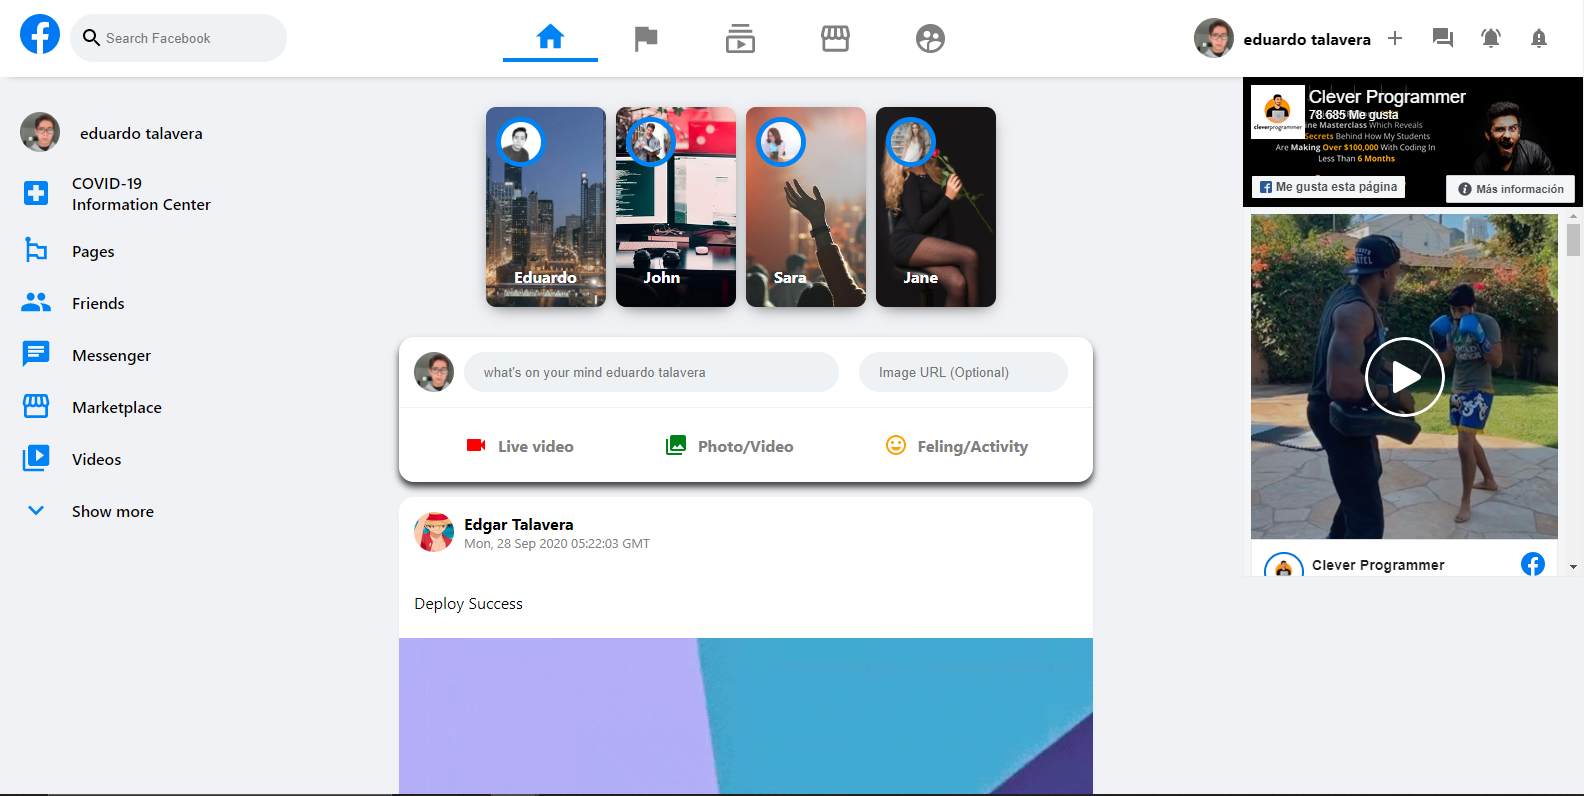 Search Facebook
eduardo talavera
eduardo talavera
COVID-19
Information Center
Pages
Friends
Messenger
Marketplace
Videos
Show more
Eduardo
John
Sara
Jane
what's on your mind eduardo talavera
Image URL (Optional)
Live video
Photo/Video
Feling/Activity
Edgar Talavera
Mon, 28 Sep 2020 05:22:03 GMT
Deploy Success
cleverprogrammer
Clever Programmer
78.685 Me gusta
Masterclass Which Reveals
Secrets Behind How My Students
Are Making Over $100,000 With Coding In
Less Than 6 Months
Me gusta esta página
Más información
Clever Programmer